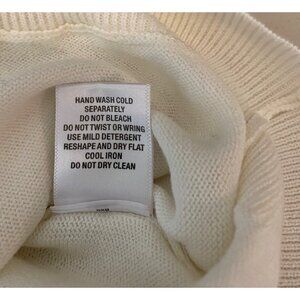 HAND WASH COLD
SEPARATELY
DO NOT BLEACH
DO NOT TWIST OR WRING
USE MILD DETERGENT
RESHAPE AND DRY FLAT
COOL IRON
DO NOT DRY CLEAN